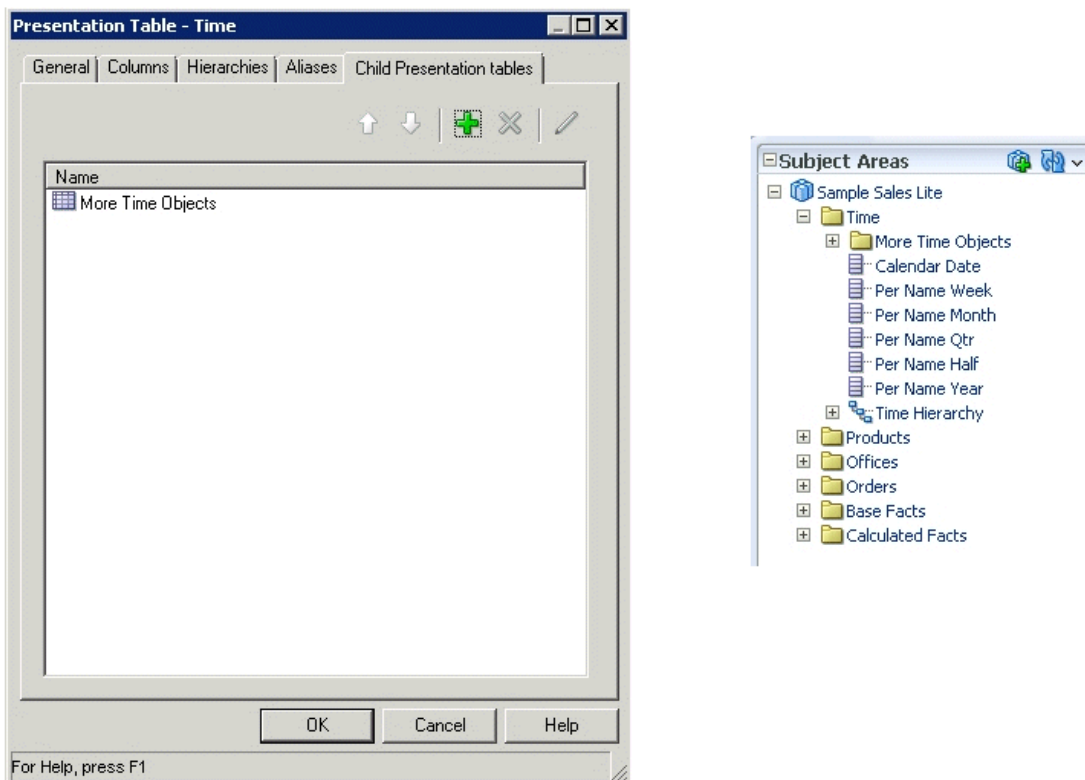 Presentation Table - Time
General Columns Hierarchies Aliases Child Presentation tables
Name
More Time Objects
OK Cancel Help
For Help, press F1
Subject Areas
Sample Sales Lite
Time
More Time Objects
Calendar Date
Per Name Week
Per Name Month
Per Name Qtr
Per Name Half
Per Name Year
Time Hierarchy
Products
Offices
Orders
Base Facts
Calculated Facts